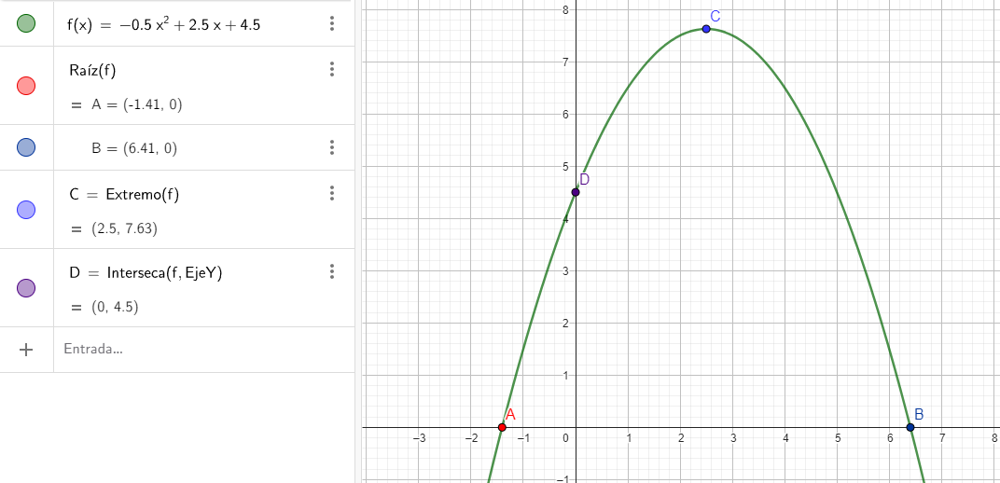 f(x) = −0.5 x² + 2.5 x + 4.5
Raíz(f)
= A = (-1.41, 0)
B = (6.41, 0)
C = Extremo(f)
= (2.5, 7.63)
D = Interseca(f, EjeY)
= (0, 4.5)
+ Entrada...
8
C
7
6
5
D
4
3
2
1
A
B
−3 −2 −1 0 1 2 3 4 5 6 7 8
−1